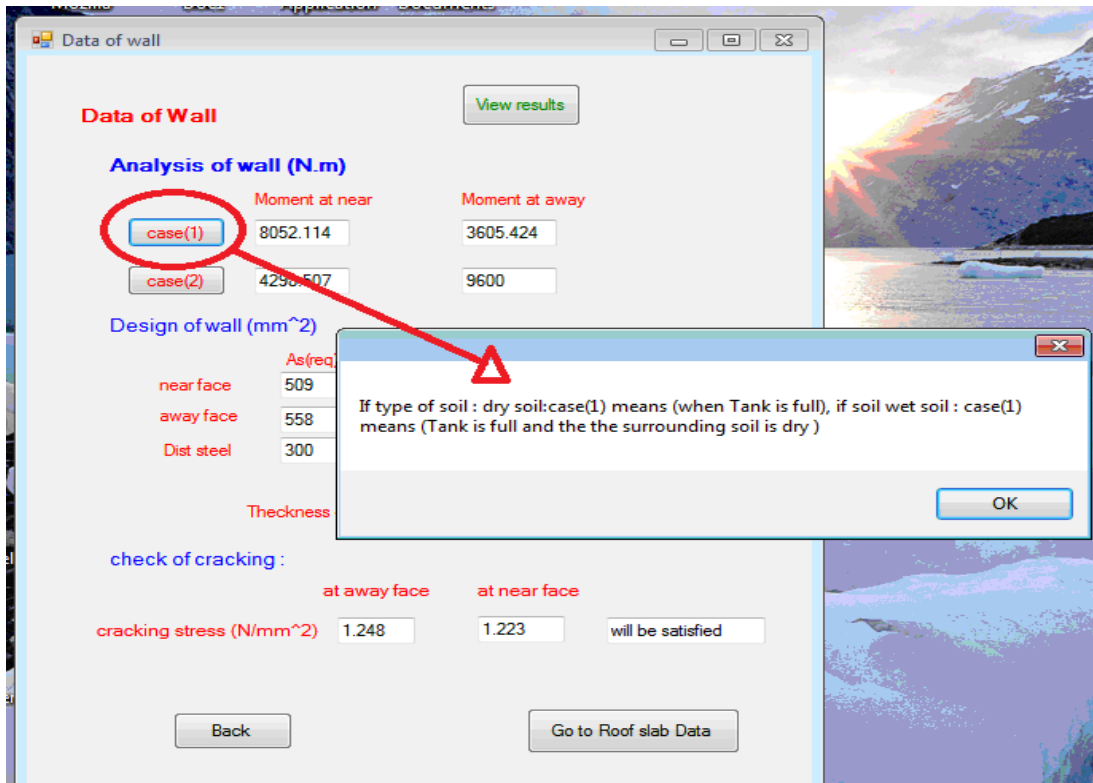 Data of wall
View results
Data of Wall
Analysis of wall (N.m)
Moment at near Moment at away
case(1) 8052.114 3605.424
case(2) 9600
Design of wall (mm^2)
As(req)
near face 509
away face 558
Dist steel 300
Theckness
If type of soil : dry soil:case(1) means (when Tank is full), if soil wet soil : case(1)
means (Tank is full and the the surrounding soil is dry )
OK
check of cracking :
at away face at near face
cracking stress (N/mm^2) 1.248 1.223 will be satisfied
Back Go to Roof slab Data